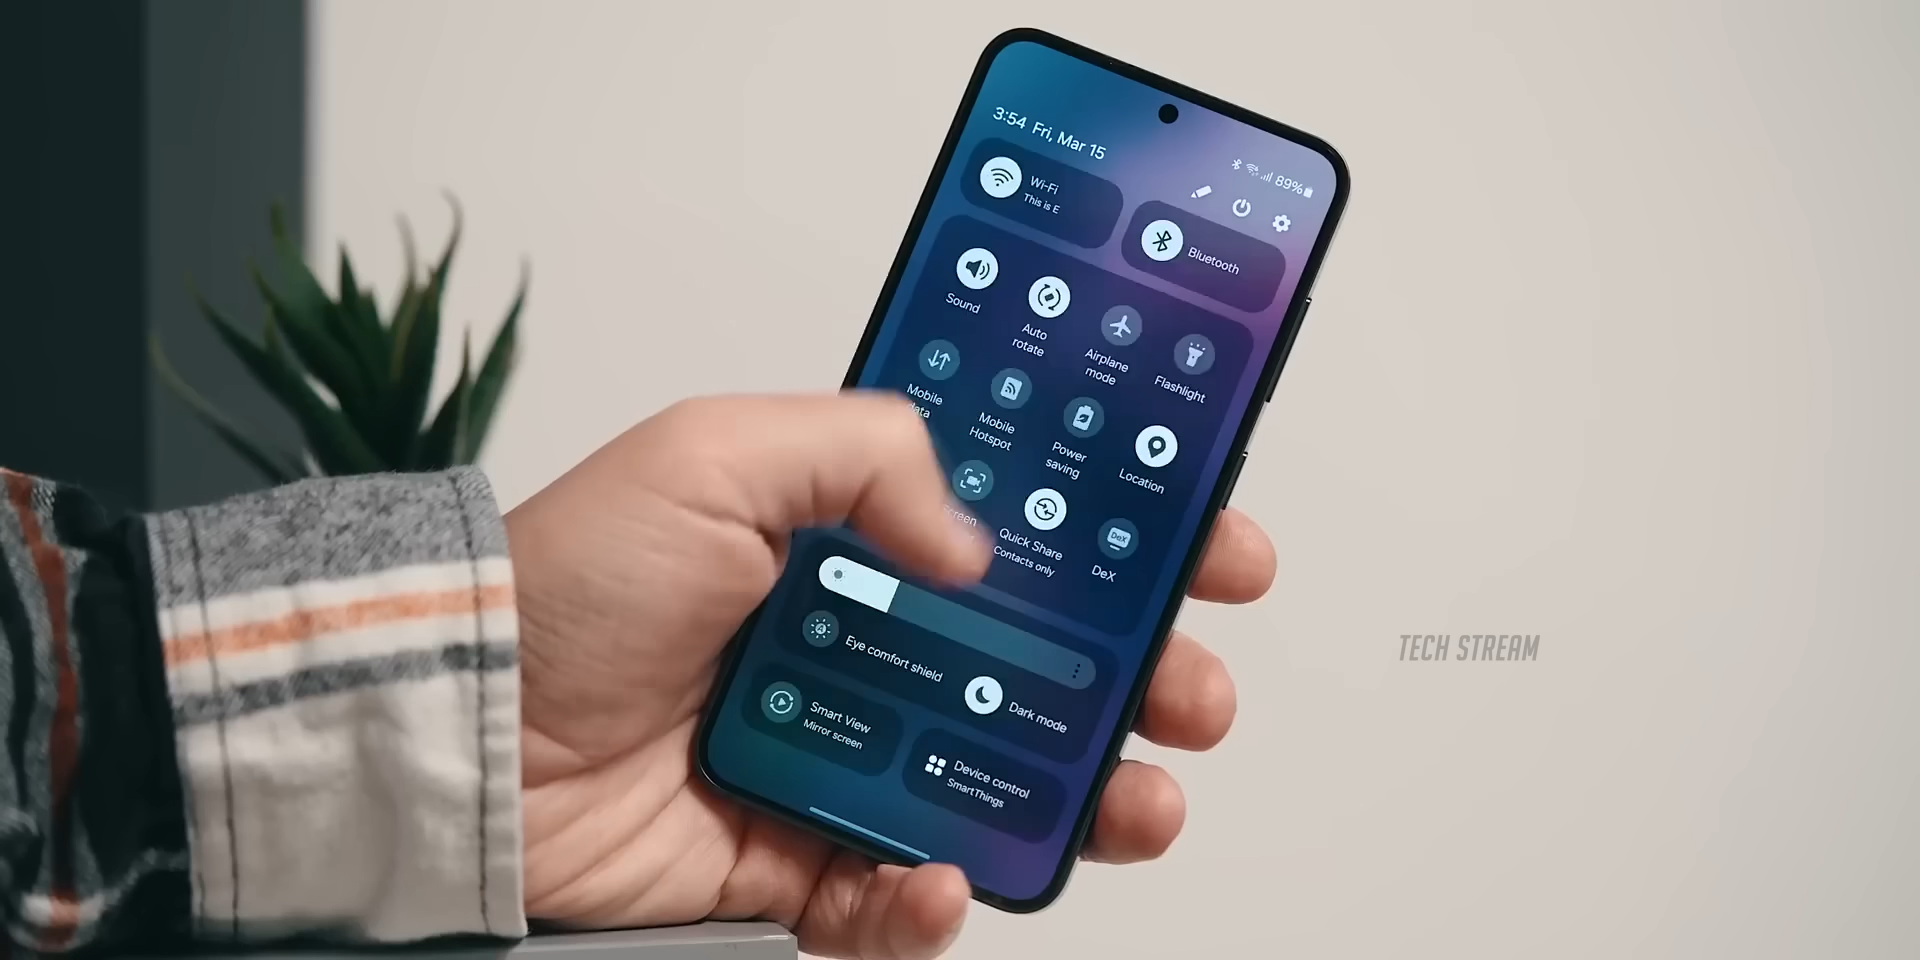 3:54 Fri, Mar 15
89%
Wi-Fi
This is E
Bluetooth
Sound
Auto
rotate
Airplane
mode
Flashlight
Mobile
data
Mobile
Hotspot
Power
saving
Location
Screen
Quick Share
Contacts only
DeX
DeX
Eye comfort shield
Dark mode
Smart View
Mirror screen
Device control
SmartThings
TECH STREAM